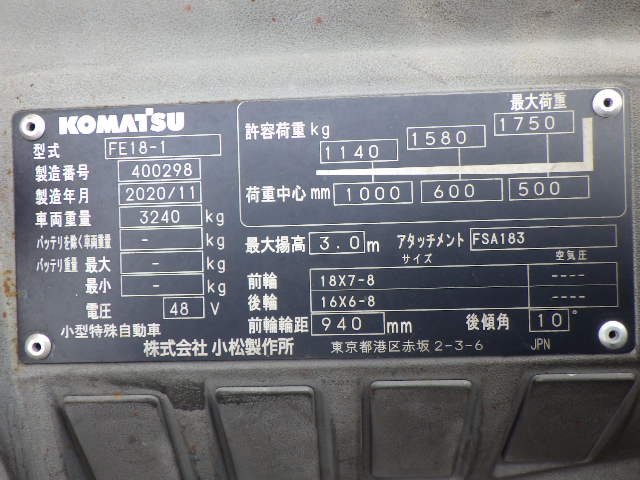 KOMATSU
型式 FE18-1
製造番号 400298
製造年月 2020/11
車両重量 3240 kg
バッテリを除く車両重量 - kg
バッテリ重量 最大 - kg
最小 - kg
電圧 48 V
小型特殊自動車
最大荷重
許容荷重 kg 1140 1580 1750
荷重中心 mm 1000 600 500
最大揚高 3.0 m アタッチメント FSA183
サイズ 空気圧
前輪 18X7-8 ----
後輪 16X6-8 ----
前輪輪距 940 mm 後傾角 10°
株式会社 小松製作所 東京都港区赤坂 2-3-6 JPN